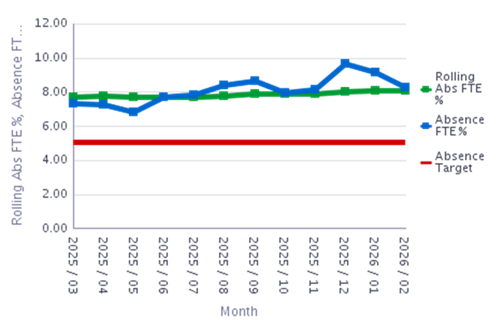 12.00
10.00
8.00
6.00
4.00
2.00
0.00
Rolling Abs FTE %, Absence FT...
2025 / 03
2025 / 04
2025 / 05
2025 / 06
2025 / 07
2025 / 08
2025 / 09
2025 / 10
2025 / 11
2025 / 12
2026 / 01
2026 / 02
Month
Rolling
Abs FTE
%
Absence
FTE%
Absence
Target